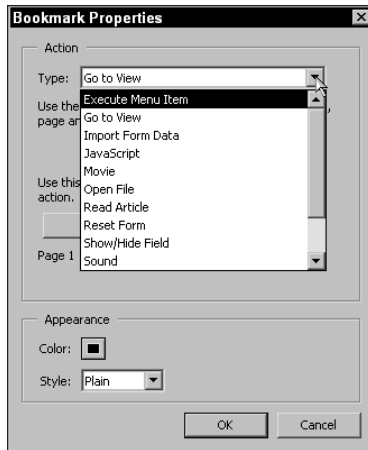 Bookmark Properties
Action
Type: Go to View
Execute Menu Item
Use the
Go to View
page an
Import Form Data
JavaScript
Movie
Use this
Open File
action.
Read Article
Reset Form
Show/Hide Field
Page 1
Sound
Appearance
Color:
Style: Plain
OK Cancel